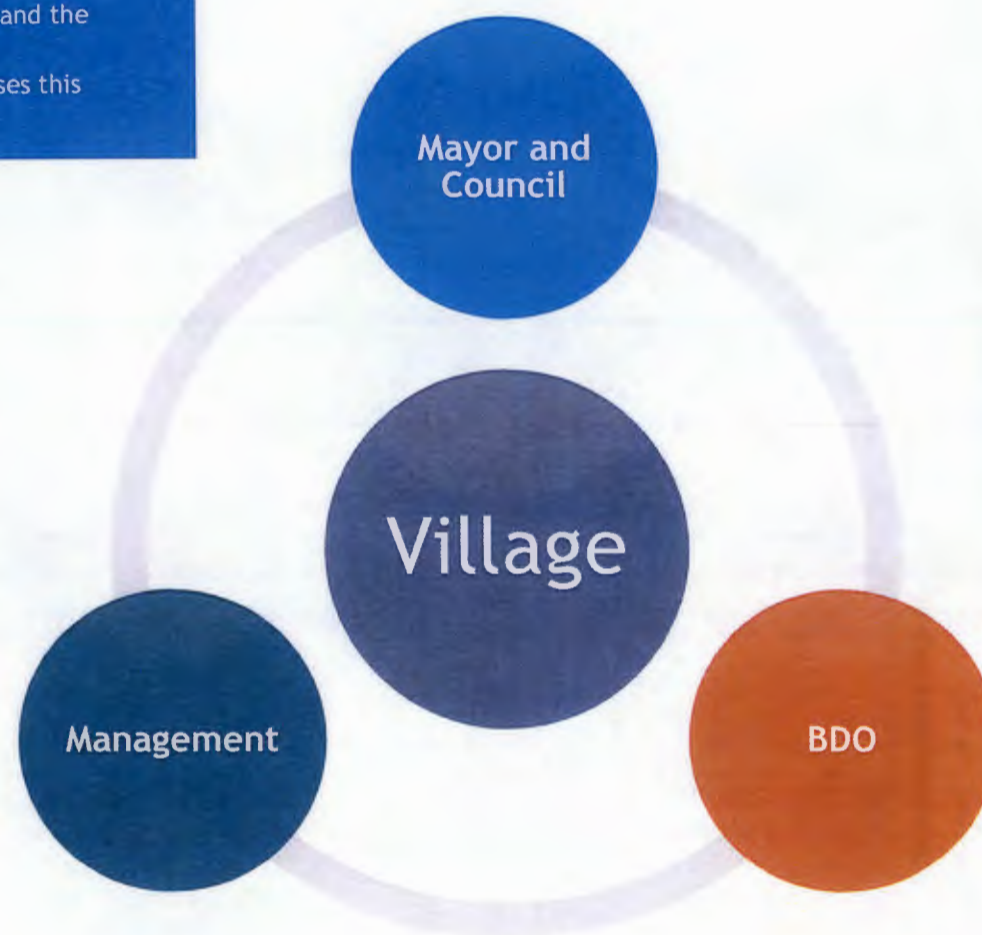 and the
ses this
Mayor and
Council
Village
Management
BDO